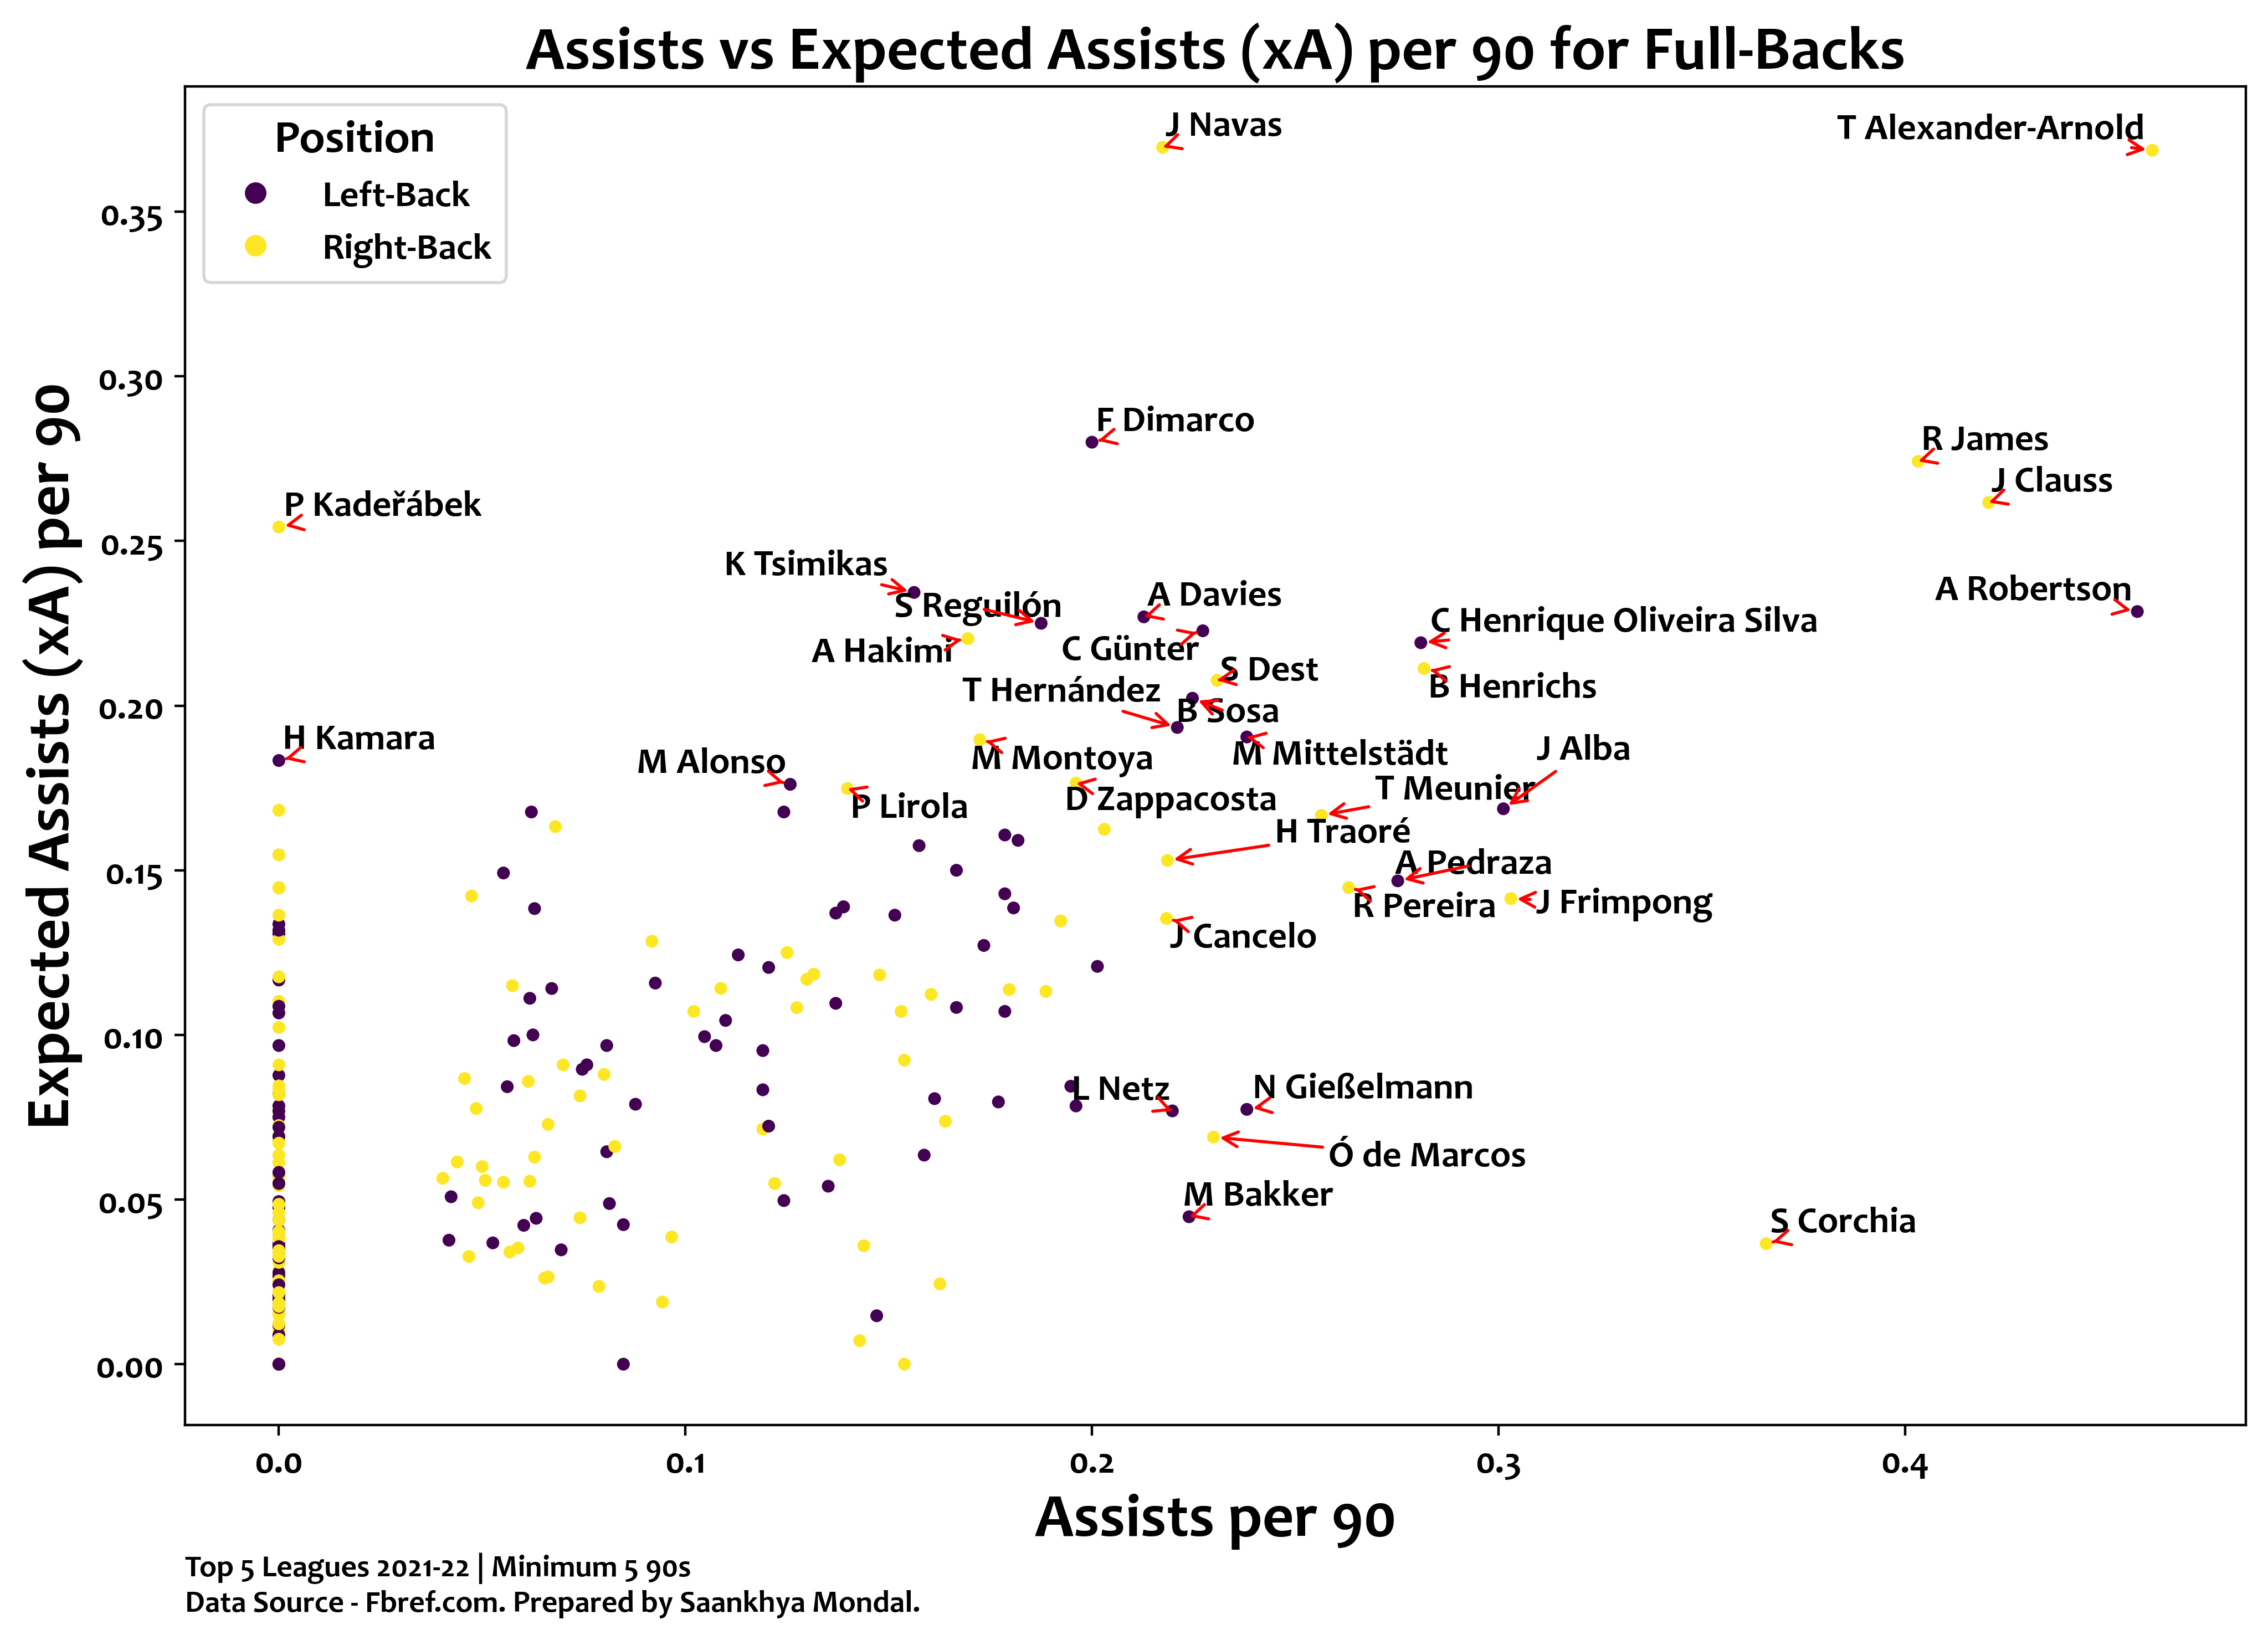 Assists vs Expected Assists (xA) per 90 for Full-Backs
Position
Left-Back
Right-Back
J Navas
T Alexander-Arnold
F Dimarco
R James
J Clauss
P Kadeřábek
K Tsimikas
S Reguilón
A Davies
A Robertson
A Hakimi
C Günter
C Henrique Oliveira Silva
S Dest
B Henrichs
T Hernández
B Sosa
H Kamara
M Alonso
M Montoya
M Mittelstädt
J Alba
P Lirola
D Zappacosta
T Meunier
H Traoré
A Pedraza
R Pereira
J Frimpong
J Cancelo
L Netz
N Gießelmann
Ó de Marcos
M Bakker
S Corchia
Expected Assists (xA) per 90
0.35
0.30
0.25
0.20
0.15
0.10
0.05
0.00
0.0 0.1 0.2 0.3 0.4
Assists per 90
Top 5 Leagues 2021-22 | Minimum 5 90s
Data Source - Fbref.com. Prepared by Saankhya Mondal.